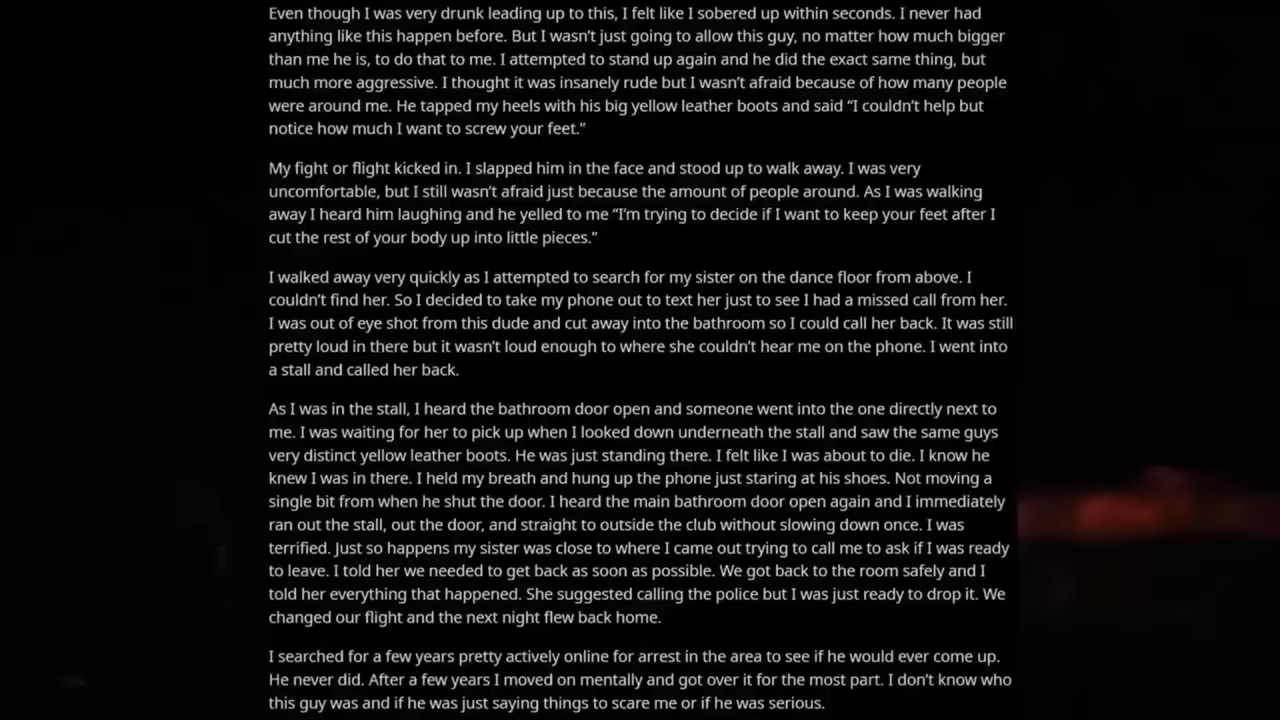 Even though I was very drunk leading up to this, I felt like I sobered up within seconds. I never had
anything like this happen before. But I wasn’t just going to allow this guy, no matter how much bigger
than me he is, to do that to me. I attempted to stand up again and he did the exact same thing, but
much more aggressive. I thought it was insanely rude but I wasn’t afraid because of how many people
were around me. He tapped my heels with his big yellow leather boots and said “I couldn’t help but
notice how much I want to screw your feet.”
My fight or flight kicked in. I slapped him in the face and stood up to walk away. I was very
uncomfortable, but I still wasn’t afraid just because the amount of people around. As I was walking
away I heard him laughing and he yelled to me “I’m trying to decide if I want to keep your feet after I
cut the rest of your body up into little pieces.”
I walked away very quickly as I attempted to search for my sister on the dance floor from above. I
couldn’t find her. So I decided to take my phone out to text her just to see I had a missed call from her.
I was out of eye shot from this dude and cut away into the bathroom so I could call her back. It was still
pretty loud in there but it wasn’t loud enough to where she couldn’t hear me on the phone. I went into
a stall and called her back.
As I was in the stall, I heard the bathroom door open and someone went into the one directly next to
me. I was waiting for her to pick up when I looked down underneath the stall and saw the same guys
very distinct yellow leather boots. He was just standing there. I felt like I was about to die. I know he
knew I was in there. I held my breath and hung up the phone just staring at his shoes. Not moving a
single bit from when he shut the door. I heard the main bathroom door open again and I immediately
ran out the stall, out the door, and straight to outside the club without slowing down once. I was
terrified. Just so happens my sister was close to where I came out trying to call me to ask if I was ready
to leave. I told her we needed to get back as soon as possible. We got back to the room safely and I
told her everything that happened. She suggested calling the police but I was just ready to drop it. We
changed our flight and the next night flew back home.
I searched for a few years pretty actively online for arrest in the area to see if he would ever come up.
He never did. After a few years I moved on mentally and got over it for the most part. I don’t know who
this guy was and if he was just saying things to scare me or if he was serious.